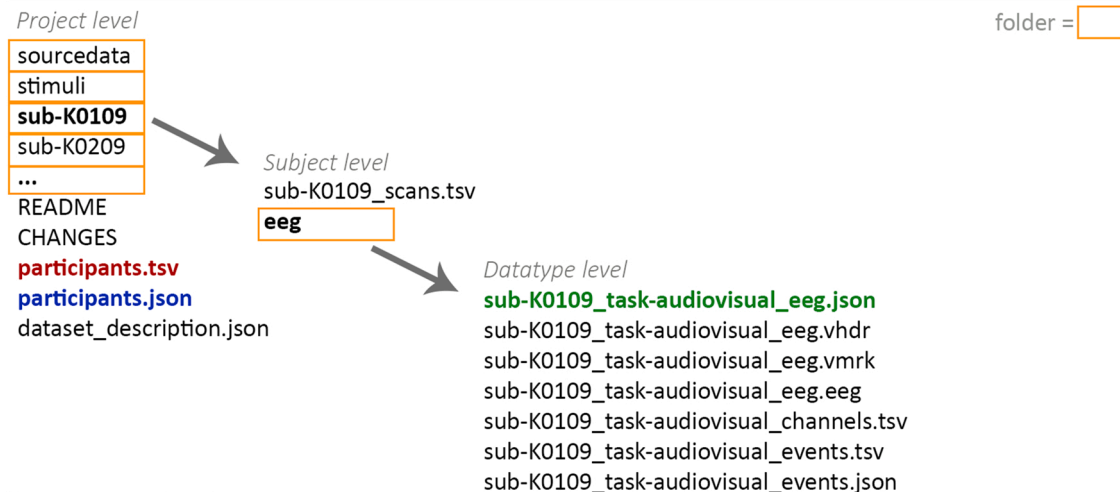 Project level
folder =
sourcedata
stimuli
sub-K0109
sub-K0209
...
README
CHANGES
participants.tsv
participants.json
dataset_description.json
Subject level
sub-K0109_scans.tsv
eeg
Datatype level
sub-K0109_task-audiovisual_eeg.json
sub-K0109_task-audiovisual_eeg.vhdr
sub-K0109_task-audiovisual_eeg.vmrk
sub-K0109_task-audiovisual_eeg.eeg
sub-K0109_task-audiovisual_channels.tsv
sub-K0109_task-audiovisual_events.tsv
sub-K0109_task-audiovisual_events.json